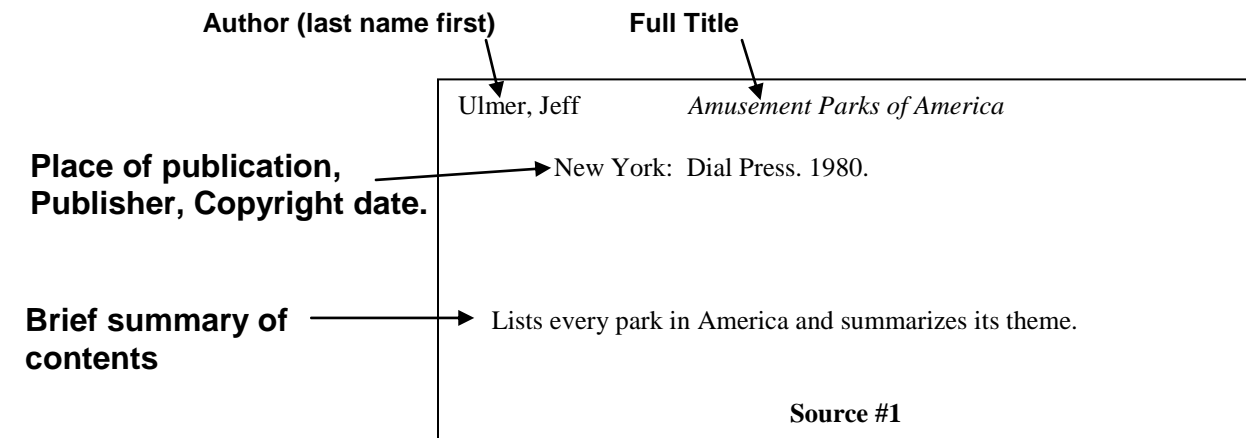 Author (last name first) Full Title
Ulmer, Jeff Amusement Parks of America
Place of publication,
Publisher, Copyright date.
New York: Dial Press. 1980.
Brief summary of
contents
Lists every park in America and summarizes its theme.
Source #1